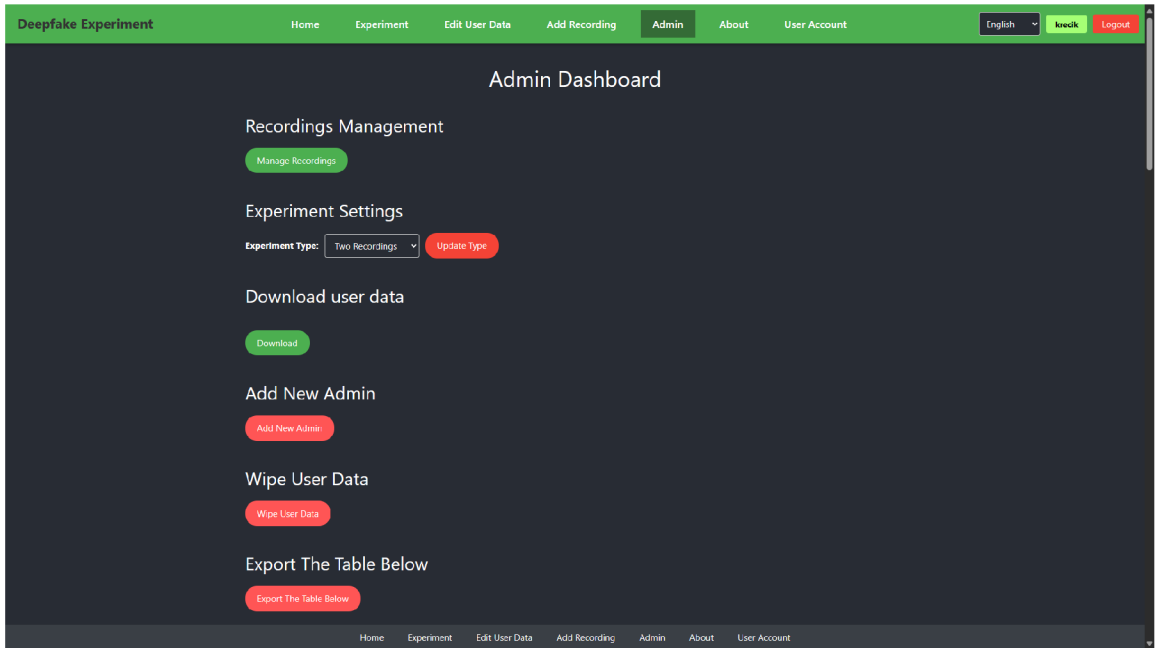 Deepfake Experiment Home Experiment Edit User Data Add Recording Admin About User Account English krecik Logout
Admin Dashboard
Recordings Management
Manage Recordings
Experiment Settings
Experiment Type: Two Recordings Update Type
Download user data
Download
Add New Admin
Add New Admin
Wipe User Data
Wipe User Data
Export The Table Below
Export The Table Below
Home Experiment Edit User Data Add Recording Admin About User Account